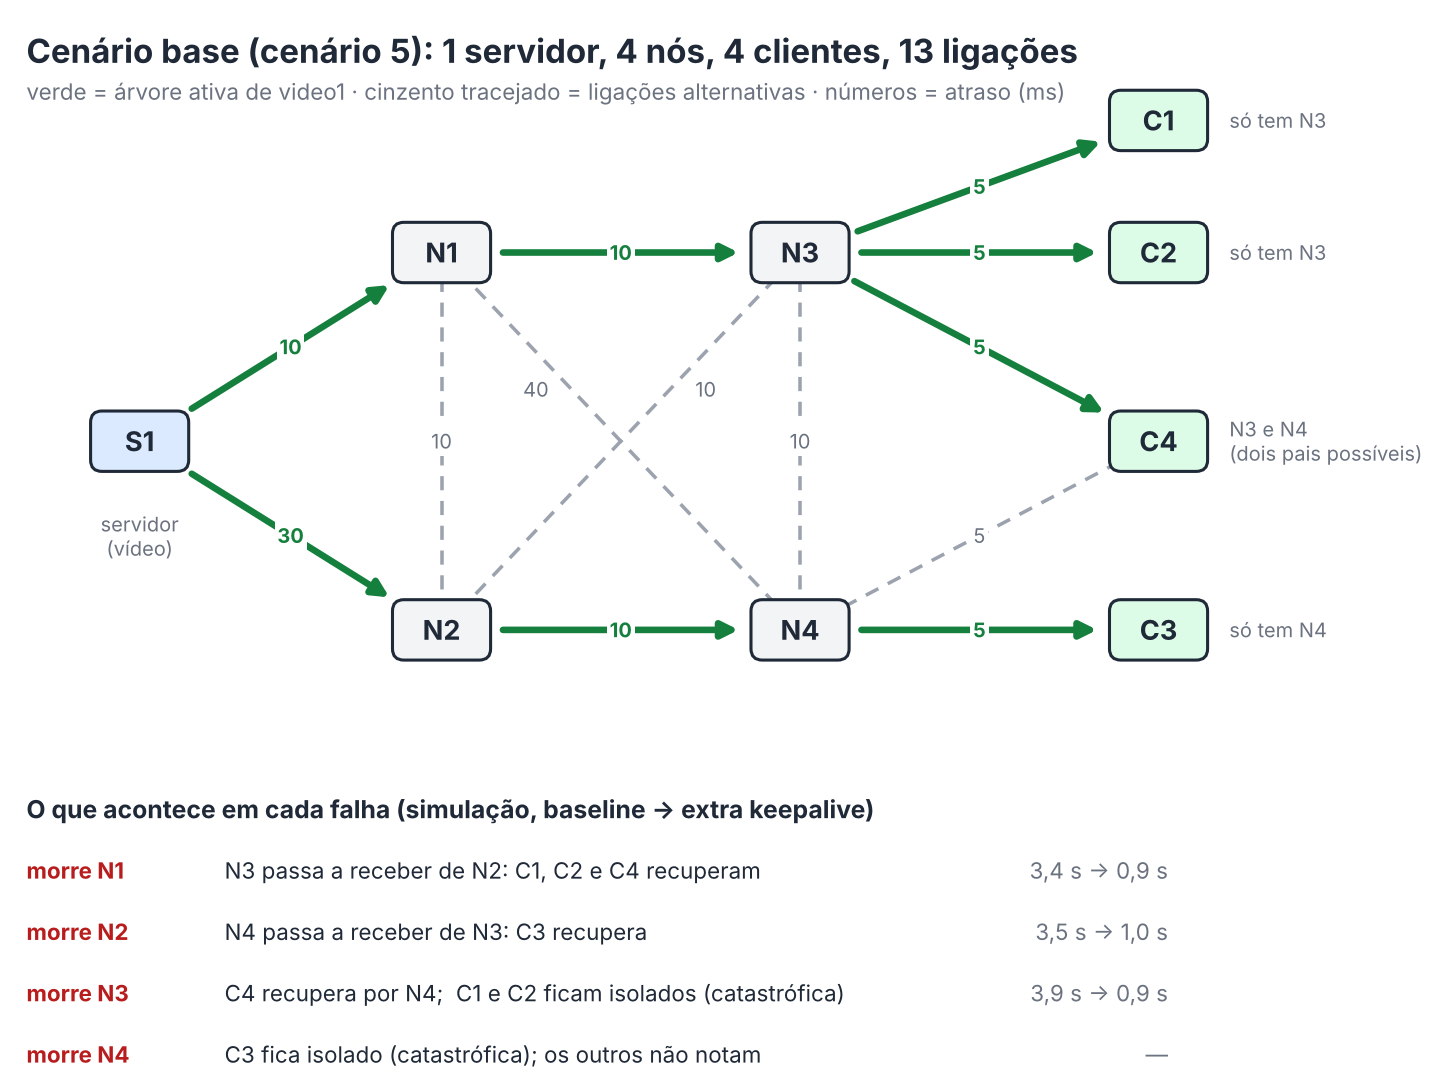 Cenário base (cenário 5): 1 servidor, 4 nós, 4 clientes, 13 ligações
verde = árvore ativa de video1 · cinzento tracejado = ligações alternativas · números = atraso (ms)
C1
só tem N3
5
N1
10
N3
5
C2
só tem N3
10
5
40
10
S1
10
10
C4
N3 e N4
(dois pais possíveis)
servidor
(vídeo)
30
5
N2
10
N4
5
C3
só tem N4
O que acontece em cada falha (simulação, baseline → extra keepalive)
morre N1 N3 passa a receber de N2: C1, C2 e C4 recuperam 3,4 s → 0,9 s
morre N2 N4 passa a receber de N3: C3 recupera 3,5 s → 1,0 s
morre N3 C4 recupera por N4; C1 e C2 ficam isolados (catastrófica) 3,9 s → 0,9 s
morre N4 C3 fica isolado (catastrófica); os outros não notam —